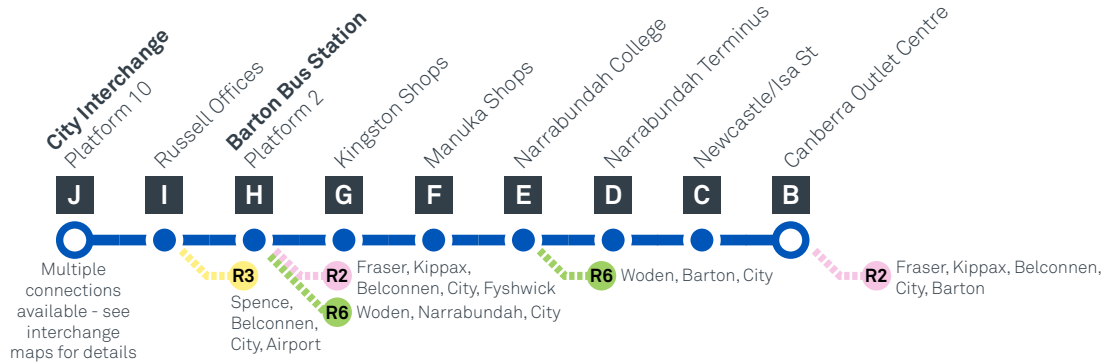 City Interchange
Platform 10
Russell Offices
Barton Bus Station
Platform 2
Kingston Shops
Manuka Shops
Narrabundah College
Narrabundah Terminus
Newcastle/Isa St
Canberra Outlet Centre
J
I
H
G
F
E
D
C
B
Multiple
connections
available - see
interchange
maps for details
R3
Spence,
Belconnen,
City, Airport
R2
Fraser, Kippax,
Belconnen, City, Fyshwick
R6
Woden, Narrabundah, City
R6
Woden, Barton, City
R2
Fraser, Kippax, Belconnen,
City, Barton